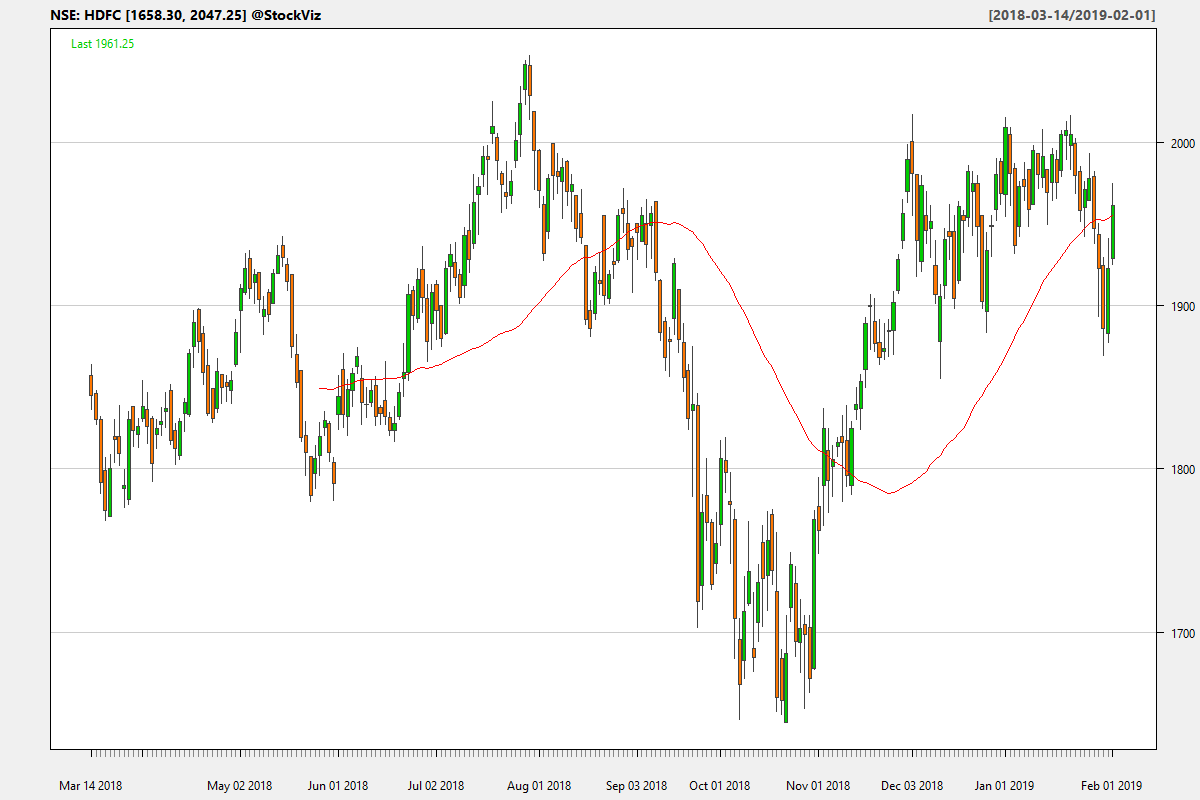 NSE: HDFC [1658.30, 2047.25] @StockViz [2018-03-14/2019-02-01]
Last 1961.25
2000
1900
1800
1700
Mar 14 2018 May 02 2018 Jun 01 2018 Jul 02 2018 Aug 01 2018 Sep 03 2018 Oct 01 2018 Nov 01 2018 Dec 03 2018 Jan 01 2019 Feb 01 2019